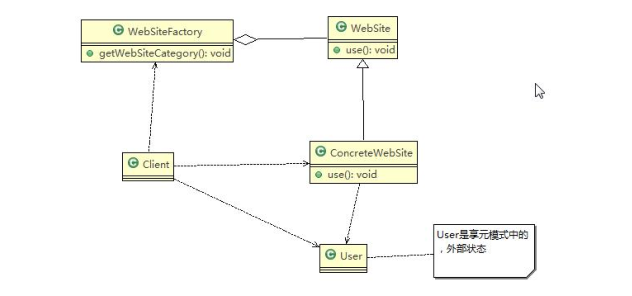 WebSiteFactory
getWebSiteCategory(): void
WebSite
use(): void
Client
ConcreteWebSite
use(): void
User
User是享元模式中的
，外部状态